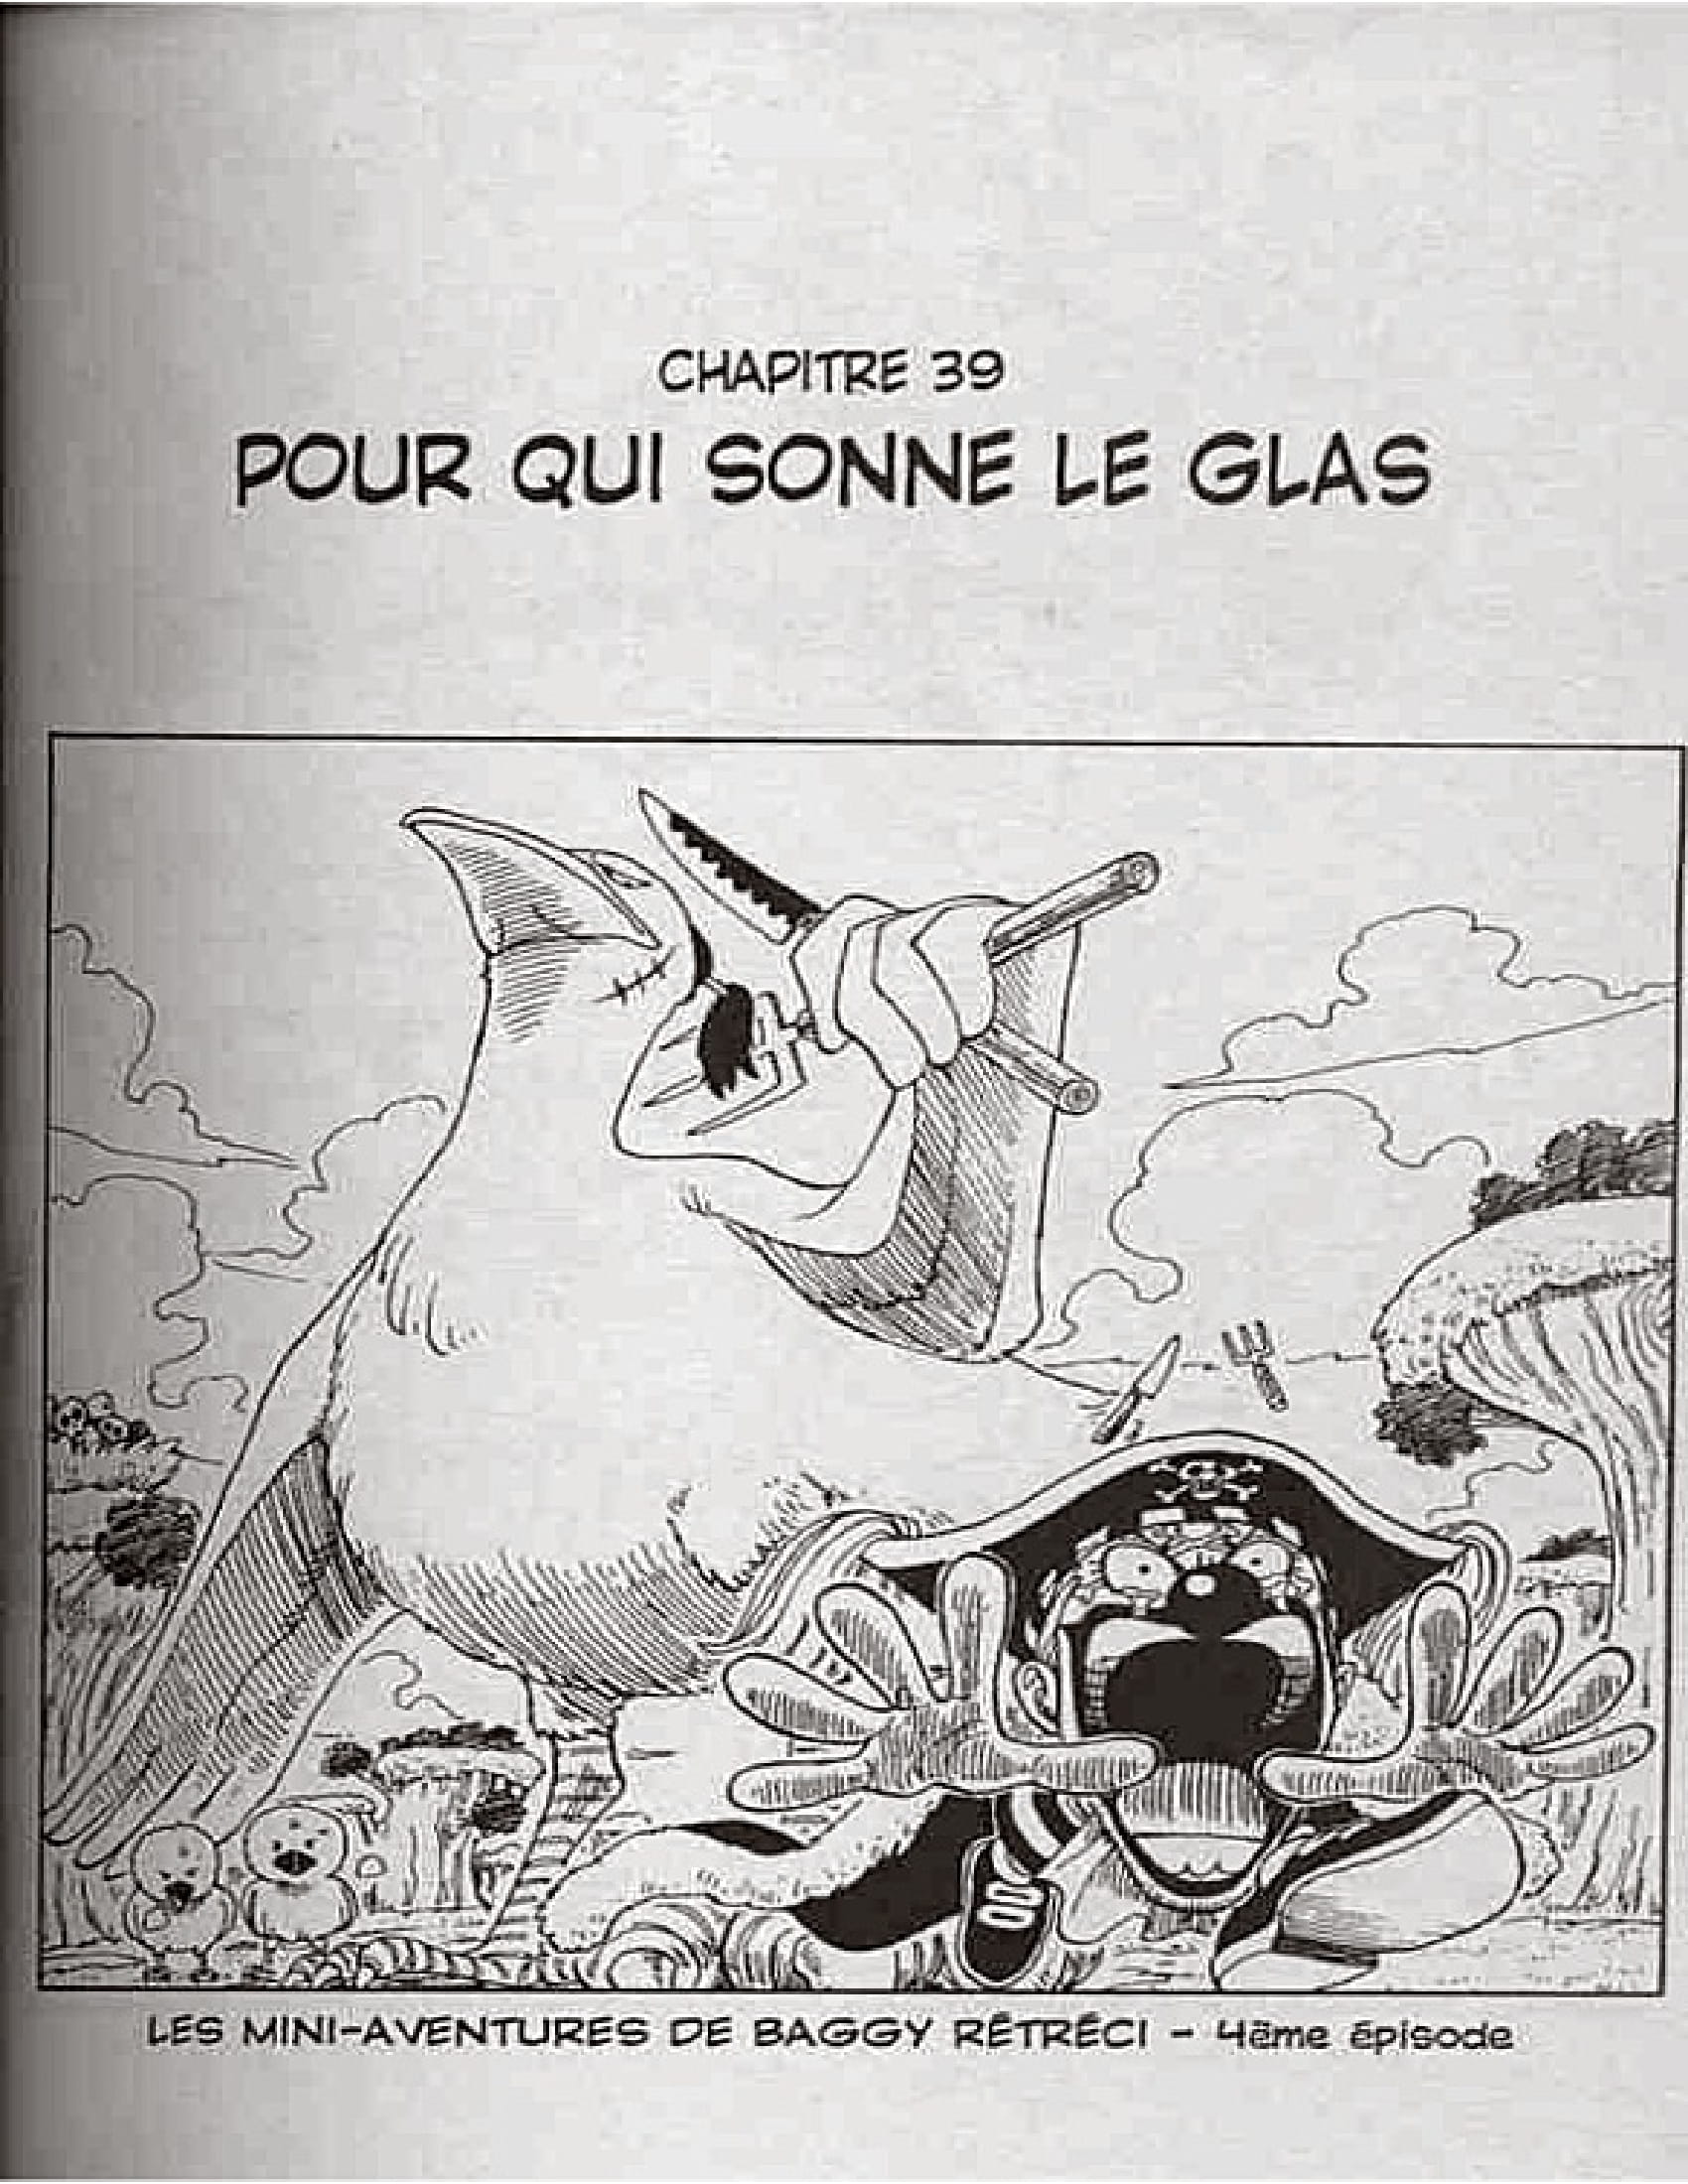 CHAPITRE 39
POUR QUI SONNE LE GLAS
LES MINI-AVENTURES DE BAGGY RÉTRÉCI - 4ème épisode